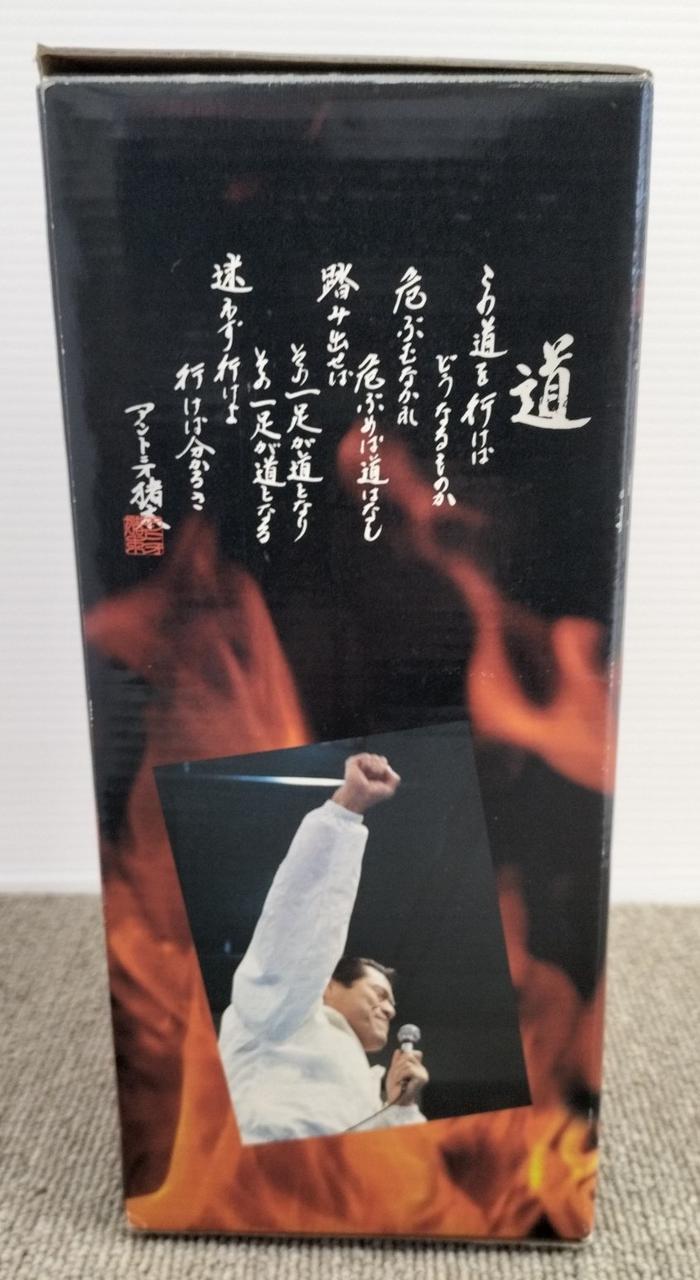 道
この道を行けば
どうなるものか
危ぶむなかれ
危ぶめば道はなし
踏み出せば
その一足が道となり
その一足が道となる
迷わず行けよ
行けば分かるさ
アントニオ猪木